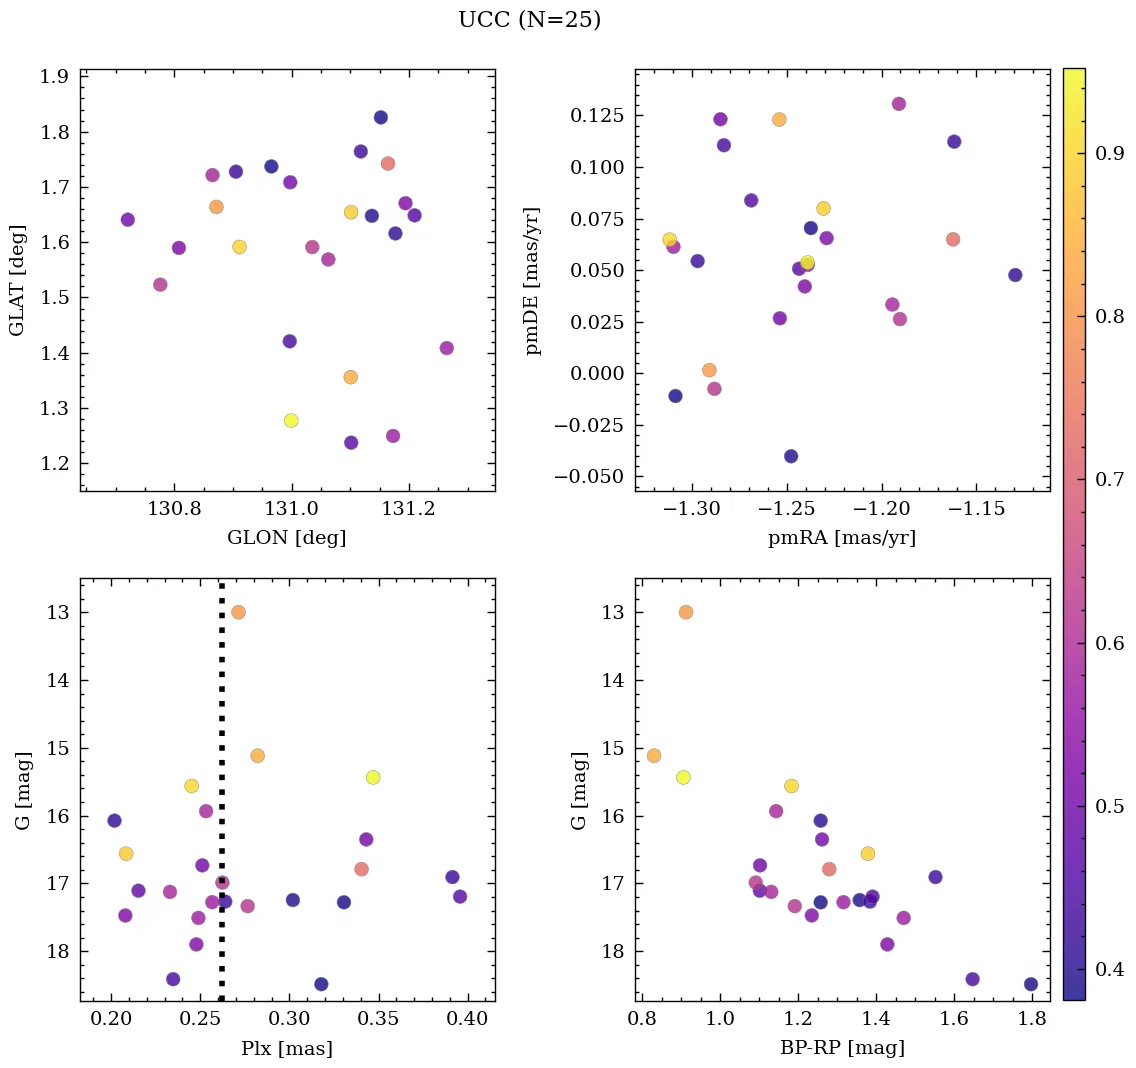 UCC (N=25)
1.9
1.8
1.7
1.6
1.5
1.4
1.3
1.2
GLAT [deg]
130.8 131.0 131.2
GLON [deg]
0.125
0.100
0.075
0.050
0.025
0.000
−0.025
−0.050
pmDE [mas/yr]
−1.30 −1.25 −1.20 −1.15
pmRA [mas/yr]
0.9
0.8
0.7
0.6
0.5
0.4
13
14
15
16
17
18
G [mag]
0.20 0.25 0.30 0.35 0.40
Plx [mas]
13
14
15
16
17
18
G [mag]
0.8 1.0 1.2 1.4 1.6 1.8
BP-RP [mag]